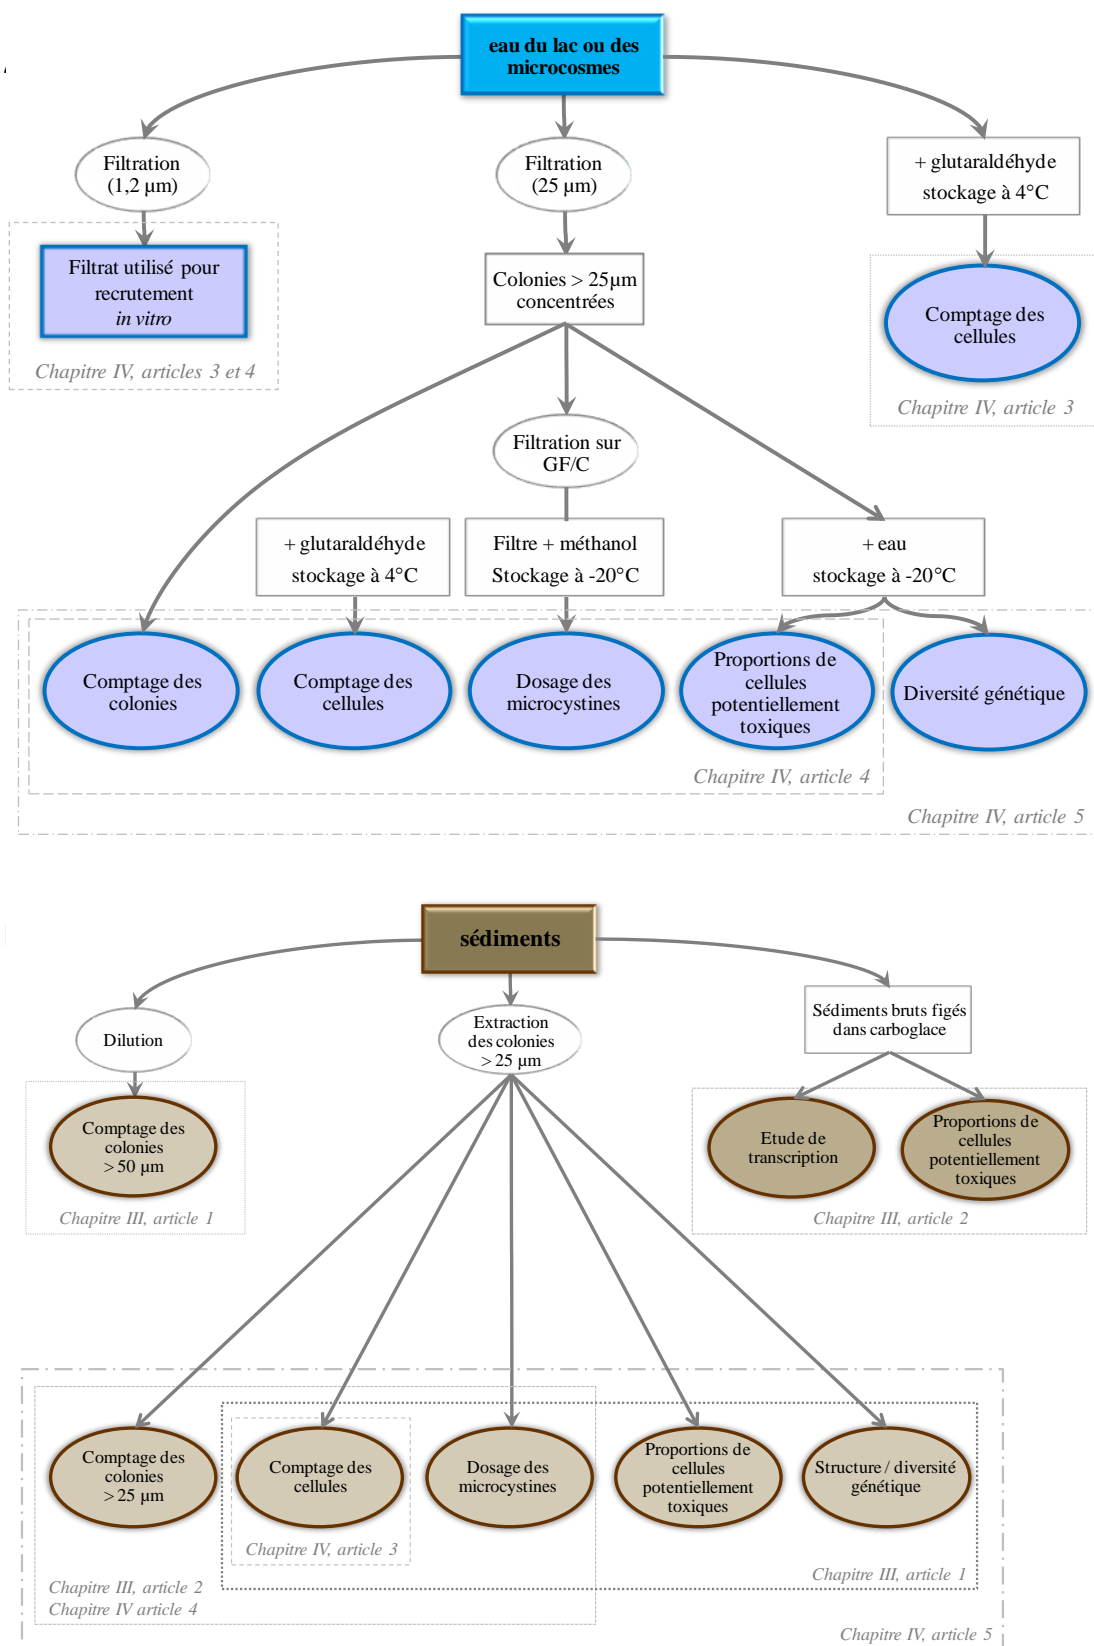 eau du lac ou des
microcosmes
Filtration
(1,2 µm)
Filtration
(25 µm)
+ glutaraldéhyde
stockage à 4°C
Filtrat utilisé pour
recrutement
in vitro
Chapitre IV, articles 3 et 4
Colonies > 25µm
concentrées
Comptage des
cellules
Chapitre IV, article 3
Filtration sur
GF/C
+ glutaraldéhyde
stockage à 4°C
Filtre + méthanol
Stockage à -20°C
+ eau
stockage à -20°C
Comptage des
colonies
Comptage des
cellules
Dosage des
microcystines
Proportions de
cellules
potentiellement
toxiques
Diversité génétique
Chapitre IV, article 4
Chapitre IV, article 5
sédiments
Dilution
Extraction
des colonies
> 25 µm
Sédiments bruts figés
dans carboglace
Comptage des
colonies
> 50 µm
Chapitre III, article 1
Etude de
transcription
Proportions de
cellules
potentiellement
toxiques
Chapitre III, article 2
Comptage des
colonies
> 25 µm
Comptage des
cellules
Dosage des
microcystines
Proportions de
cellules
potentiellement
toxiques
Structure / diversité
génétique
Chapitre IV, article 3
Chapitre III, article 1
Chapitre III, article 2
Chapitre IV article 4
Chapitre IV, article 5